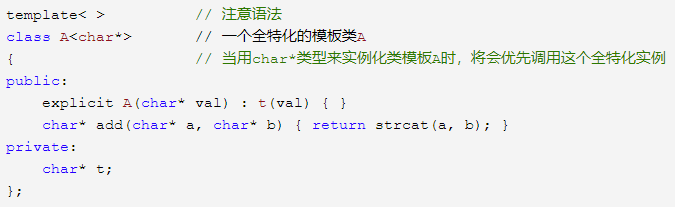 template< >           // 注意语法
class A<char*>        // 一个全特化的模板类A
{                     // 当用char*类型来实例化类模板A时，将会优先调用这个全特化实例
public:
    explicit A(char* val) : t(val) { }
    char* add(char* a, char* b) { return strcat(a, b); }
private:
    char* t;
};